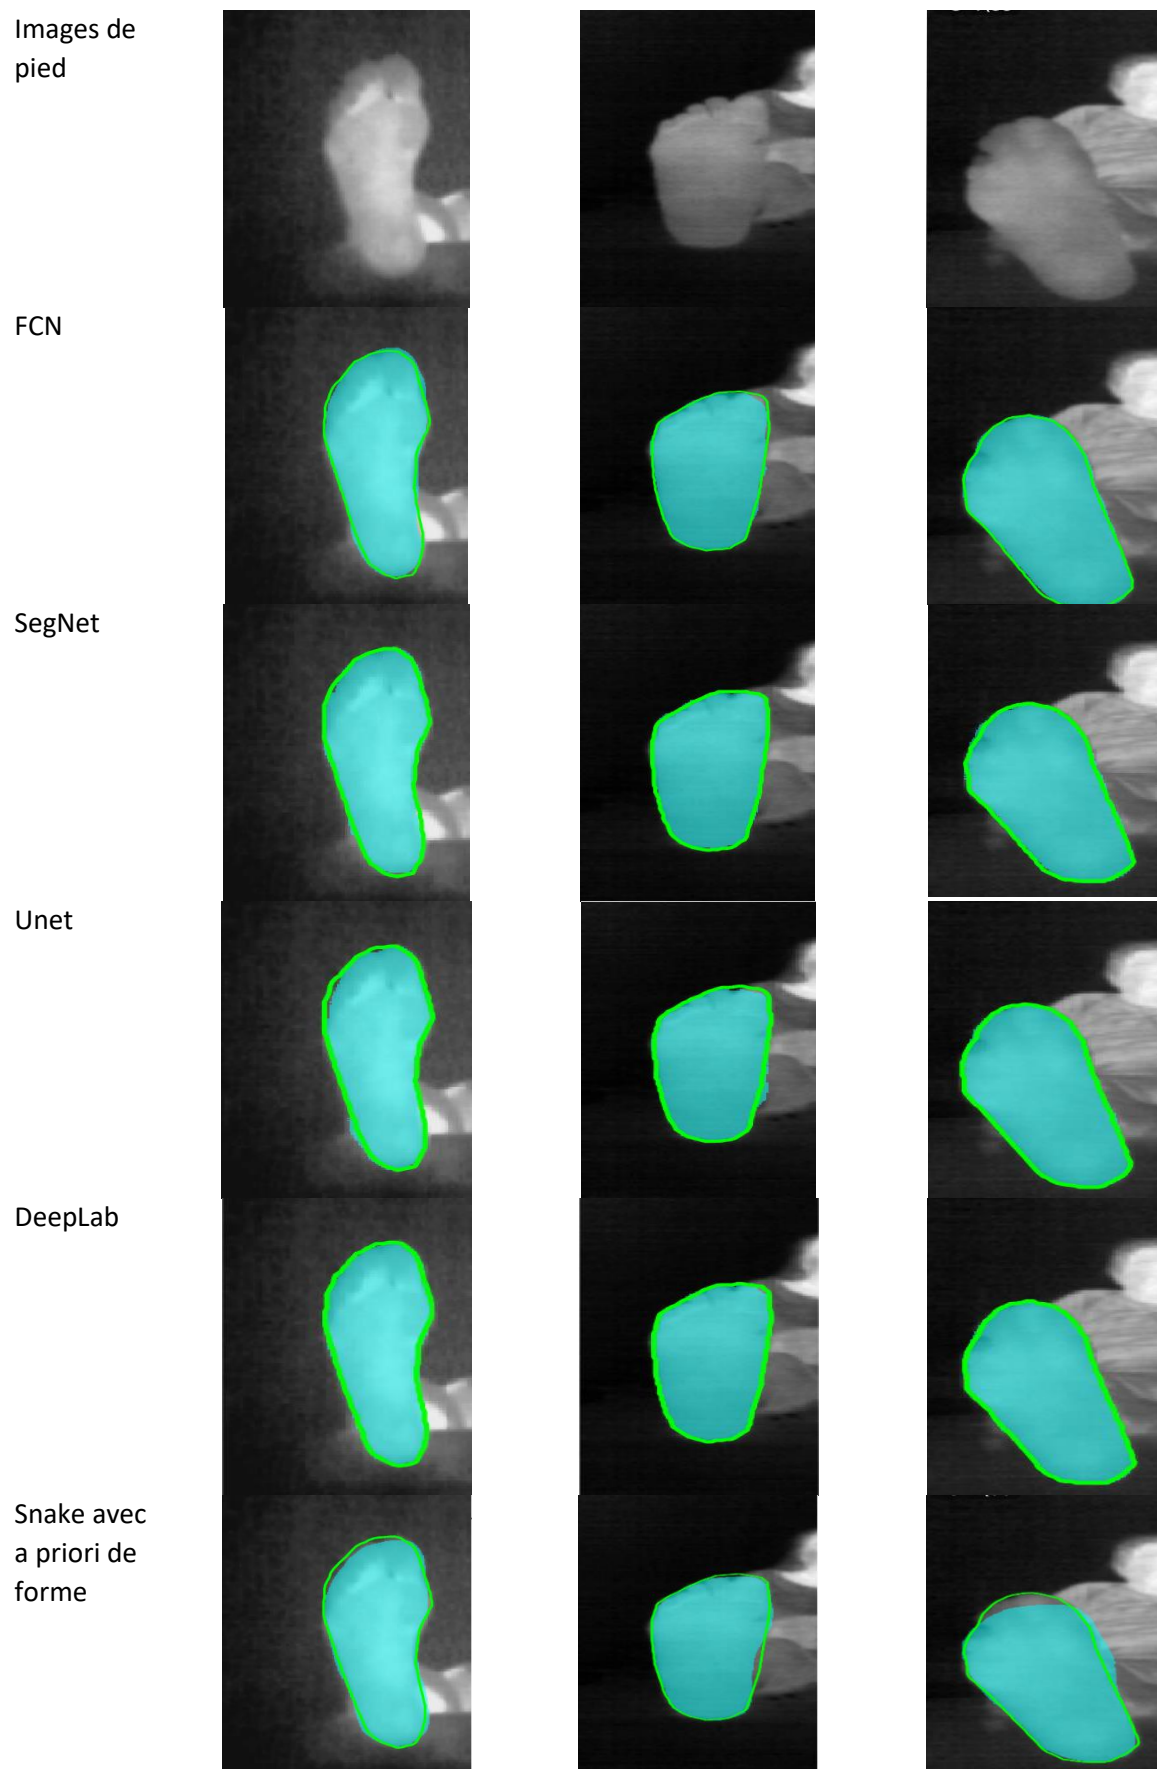 Images de
pied
FCN
SegNet
Unet
DeepLab
Snake avec
a priori de
forme